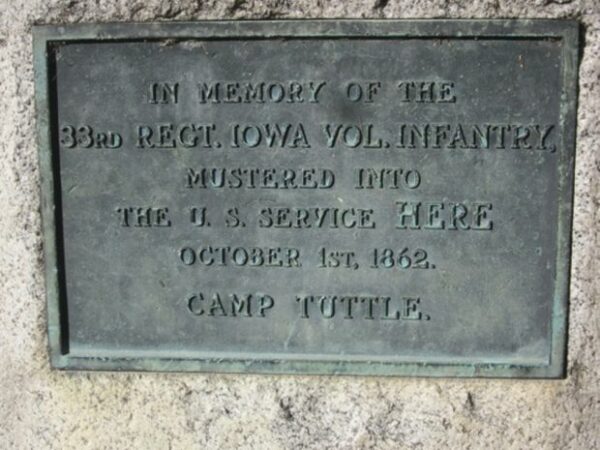 IN MEMORY OF THE
33RD REGT. IOWA VOL. INFANTRY,
MUSTERED INTO
THE U. S. SERVICE HERE
OCTOBER 1ST, 1862.
CAMP TUTTLE.